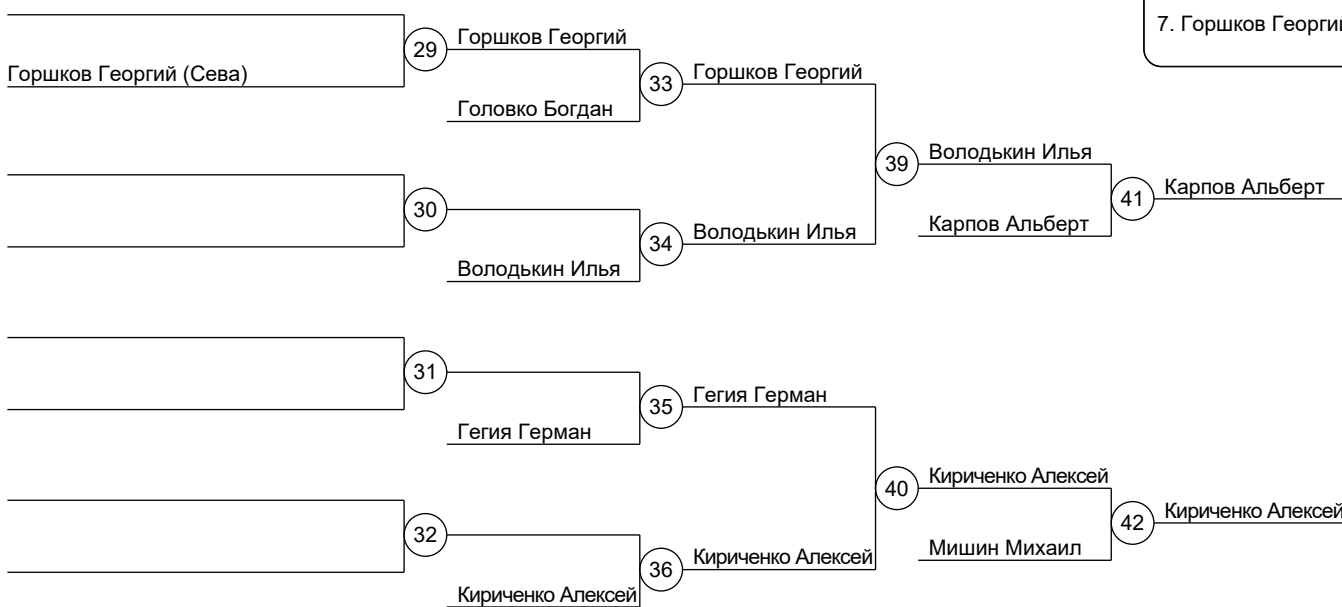 7. Горшков Георгий
29
Горшков Георгий
Горшков Георгий (Сева)
33
Горшков Георгий
Головко Богдан
39
Володькин Илья
30
41
Карпов Альберт
34
Володькин Илья
Карпов Альберт
Володькин Илья
31
35
Гегия Герман
Гегия Герман
40
Кириченко Алексей
32
42
Кириченко Алексей
36
Кириченко Алексей
Мишин Михаил
Кириченко Алексей